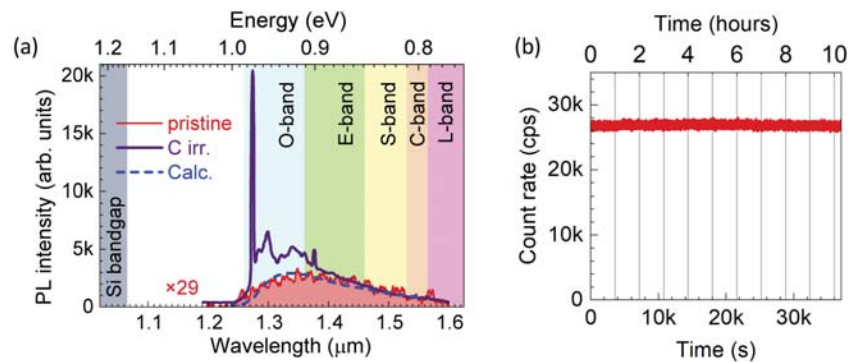 (a)
Energy (eV)
1.2 1.1 1.0 0.9 0.8
PL intensity (arb. units)
20k
15k
10k
5k
0
Si bandgap
pristine
C irr.
Calc.
×29
O-band
E-band
S-band
C-band
L-band
1.1 1.2 1.3 1.4 1.5 1.6
Wavelength (μm)
(b)
Time (hours)
0 2 4 6 8 10
Count rate (cps)
30k
20k
10k
0
0 10k 20k 30k
Time (s)